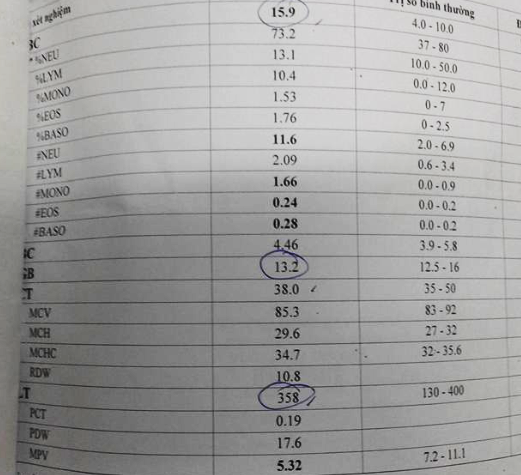 xét nghiệm
15.9 4.0 - 10.0
BC 73.2 37 - 80
%NEU 13.1 10.0 - 50.0
%LYM 10.4 0.0 - 12.0
%MONO 1.53 0 - 7
%EOS 1.76 0 - 2.5
%BASO 11.6 2.0 - 6.9
#NEU 2.09 0.6 - 3.4
#LYM 1.66 0.0 - 0.9
#MONO 0.24 0.0 - 0.2
#EOS 0.28 0.0 - 0.2
#BASO 4.46 3.9 - 5.8
BC 13.2 12.5 - 16
GB 38.0 35 - 50
CT 85.3 83 - 92
MCV 29.6 27 - 32
MCH 34.7 32 - 35.6
MCHC 10.8
RDW 358 130 - 400
LT 0.19
PCT 17.6
PDW 5.32 7.2 - 11.1
MPV